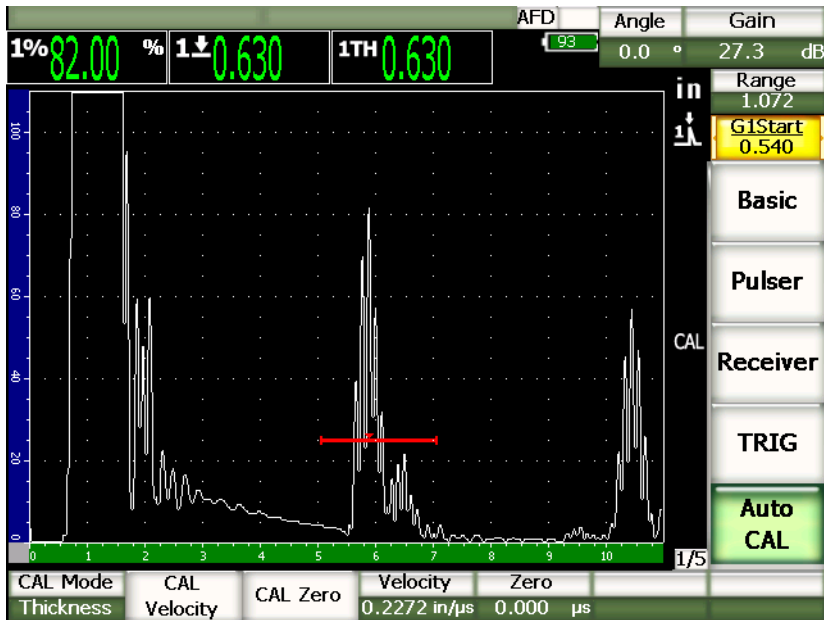 AFD Angle Gain
1% 82.00 % 1 0.630 1TH 0.630 93 0.0 ° 27.3 dB
in Range
1.072
1 G1Start
0.540
Basic
Pulser
CAL
Receiver
TRIG
Auto
CAL
100
80
60
40
20
0
0 1 2 3 4 5 6 7 8 9 10 1/5
CAL Mode CAL CAL Zero Velocity Zero
Thickness Velocity 0.2272 in/µs 0.000 µs